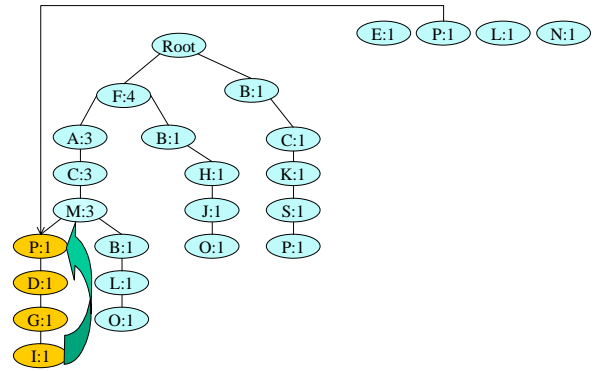 E:1 P:1 L:1 N:1
Root
F:4 B:1
A:3 B:1 C:1
C:3 H:1 K:1
M:3 J:1 S:1
P:1 B:1 O:1 P:1
D:1 L:1
G:1 O:1
I:1